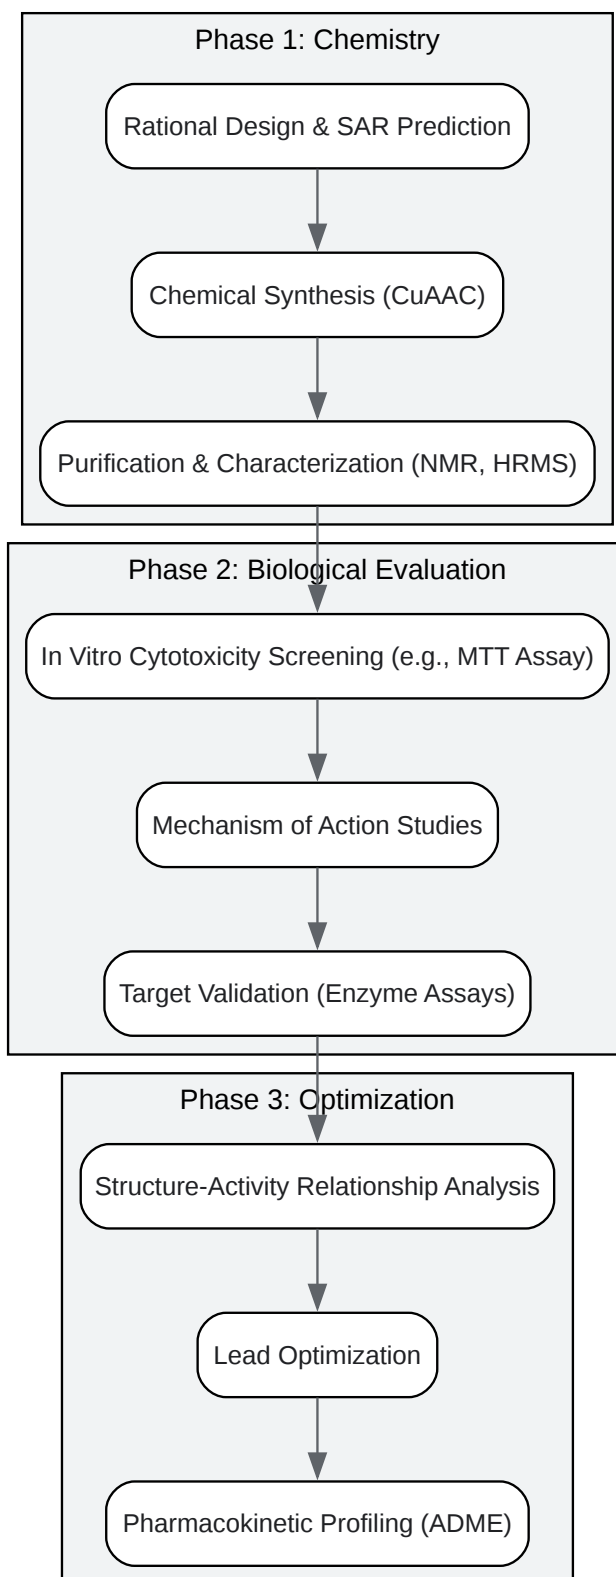 Phase 1: Chemistry
Rational Design & SAR Prediction
Chemical Synthesis (CuAAC)
Purification & Characterization (NMR, HRMS)
Phase 2: Biological Evaluation
In Vitro Cytotoxicity Screening (e.g., MTT Assay)
Mechanism of Action Studies
Target Validation (Enzyme Assays)
Phase 3: Optimization
Structure-Activity Relationship Analysis
Lead Optimization
Pharmacokinetic Profiling (ADME)